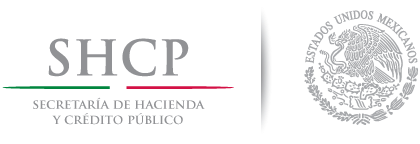 SHCP
SECRETARÍA DE HACIENDA
Y CRÉDITO PÚBLICO
ESTADOS UNIDOS MEXICANOS